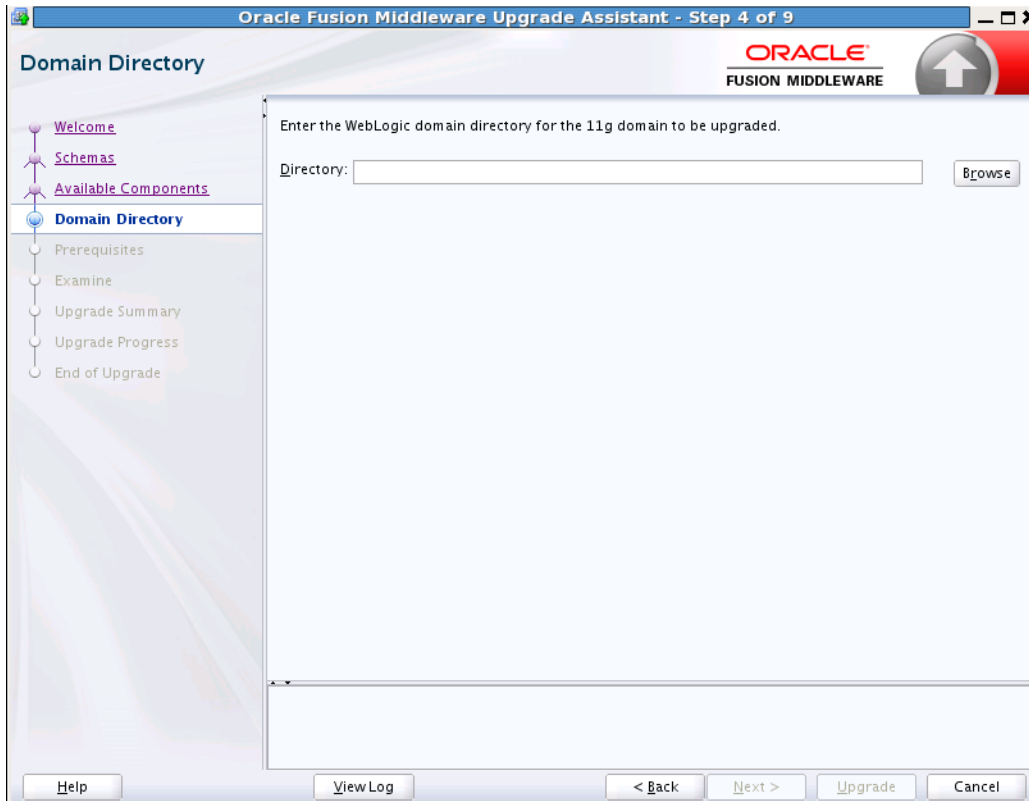 Oracle Fusion Middleware Upgrade Assistant - Step 4 of 9
Domain Directory
ORACLE
FUSION MIDDLEWARE
Welcome
Schemas
Available Components
Domain Directory
Prerequisites
Examine
Upgrade Summary
Upgrade Progress
End of Upgrade
Enter the WebLogic domain directory for the 11g domain to be upgraded.
Directory: Browse
Help View Log < Back Next > Upgrade Cancel